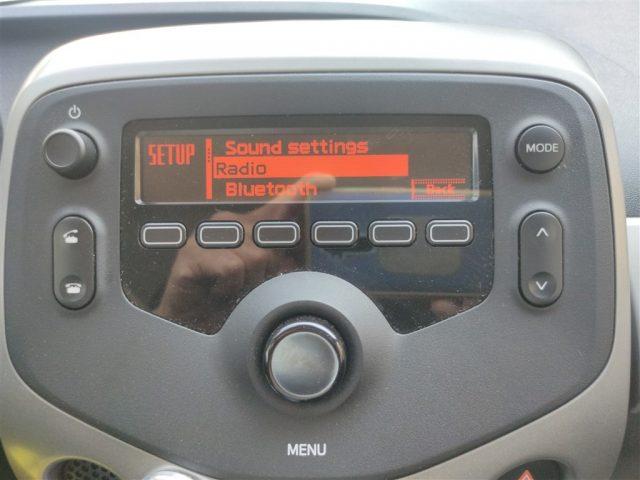 SETUP
Sound settings
Radio
Bluetooth
Back
MODE
MENU